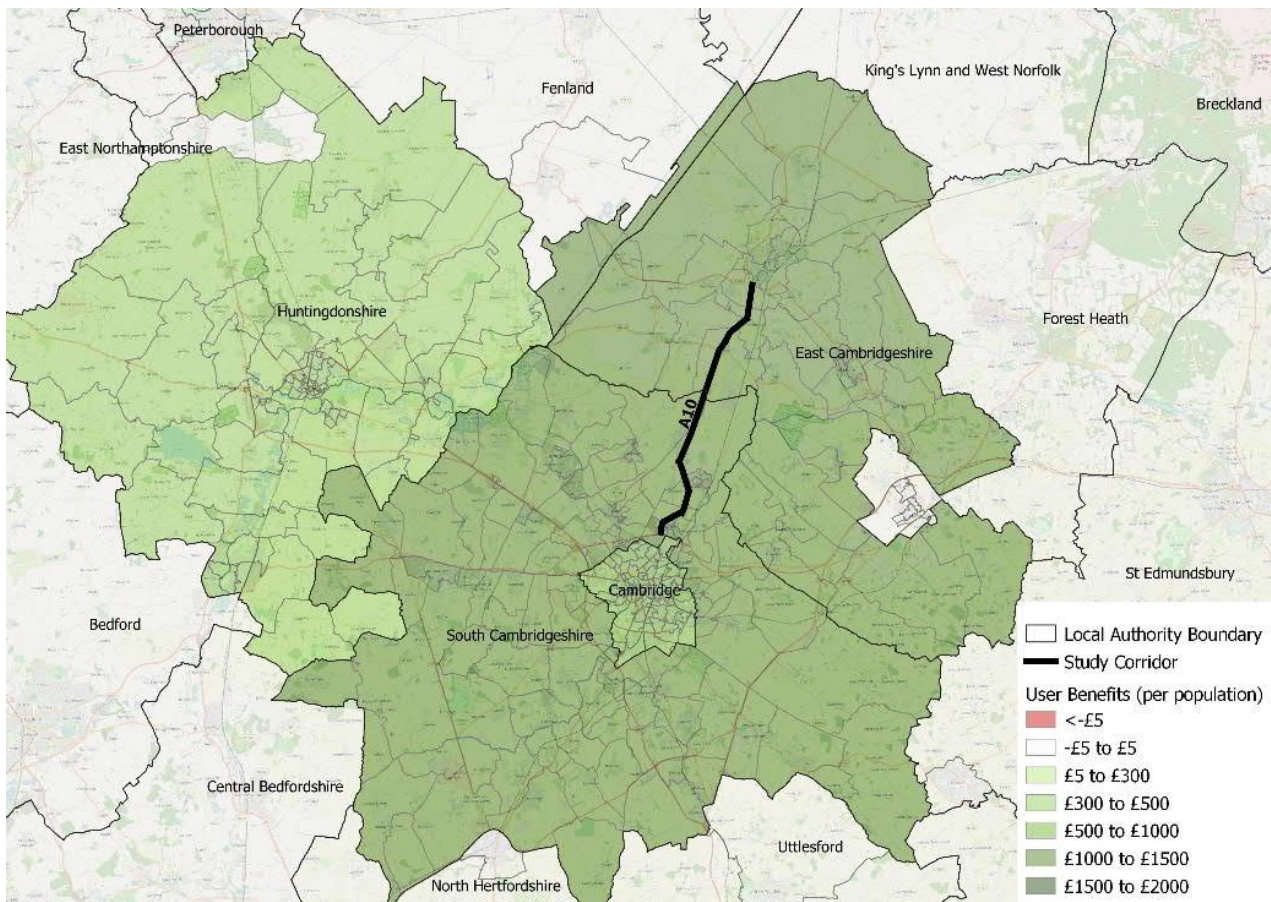 Peterborough
King's Lynn and West Norfolk
Fenland
Breckland
East Northamptonshire
Huntingdonshire
Forest Heath
East Cambridgeshire
A10
St Edmundsbury
Cambridge
Bedford
South Cambridgeshire
Central Bedfordshire
Uttlesford
North Hertfordshire
Local Authority Boundary
Study Corridor
User Benefits (per population)
<-£5
-£5 to £5
£5 to £300
£300 to £500
£500 to £1000
£1000 to £1500
£1500 to £2000